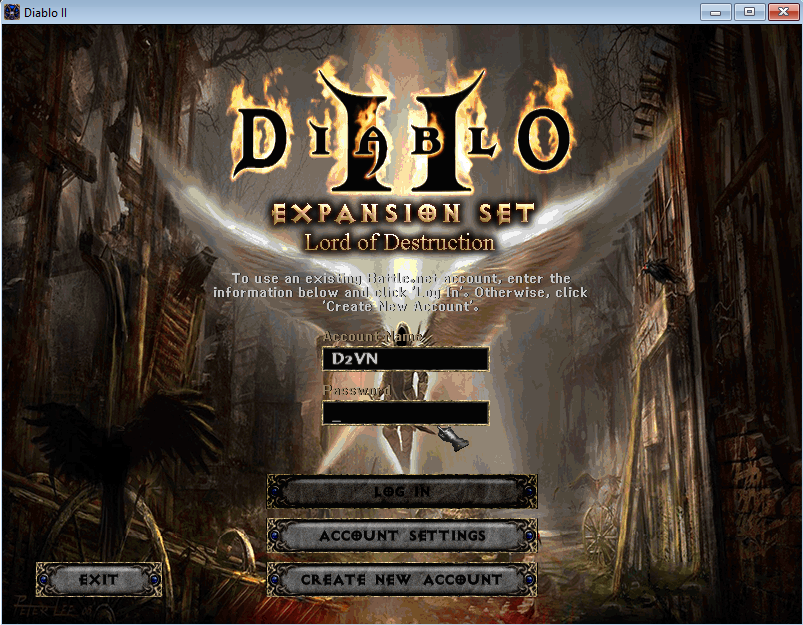 Diablo II
DIABLO
II
EXPANSION SET
Lord of Destruction
To use an existing Battle.net account, enter the
information below and click 'Log In'. Otherwise, click
'Create New Account'.
Account Name
D2VN
Password
LOG IN
ACCOUNT SETTINGS
EXIT
CREATE NEW ACCOUNT